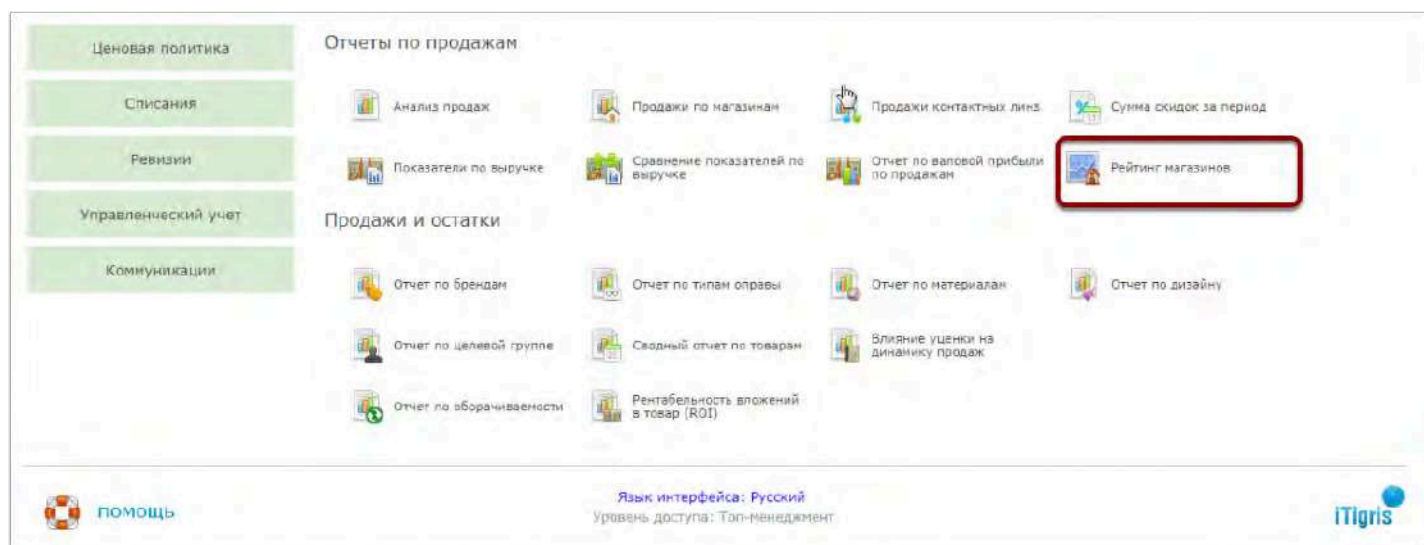 Ценовая политика
Списания
Ревизии
Управленческий учет
Коммуникации
Отчеты по продажам
Анализ продаж
Продажи по магазинам
Продажи контактных линз
Сумма скидок за период
Показатели по выручке
Сравнение показателей по
выручке
Отчет по валовой прибыли
по продажам
Рейтинг магазинов
Продажи и остатки
Отчет по брендам
Отчет по типам оправы
Отчет по материалам
Отчет по дизайну
Отчет по целевой группе
Сводный отчет по товарам
Влияние уценки на
динамику продаж
Отчет по оборачиваемости
Рентабельность вложений
в товар (ROI)
ПОМОЩЬ
Язык интерфейса: Русский
Уровень доступа: Топ-менеджмент
iTigris